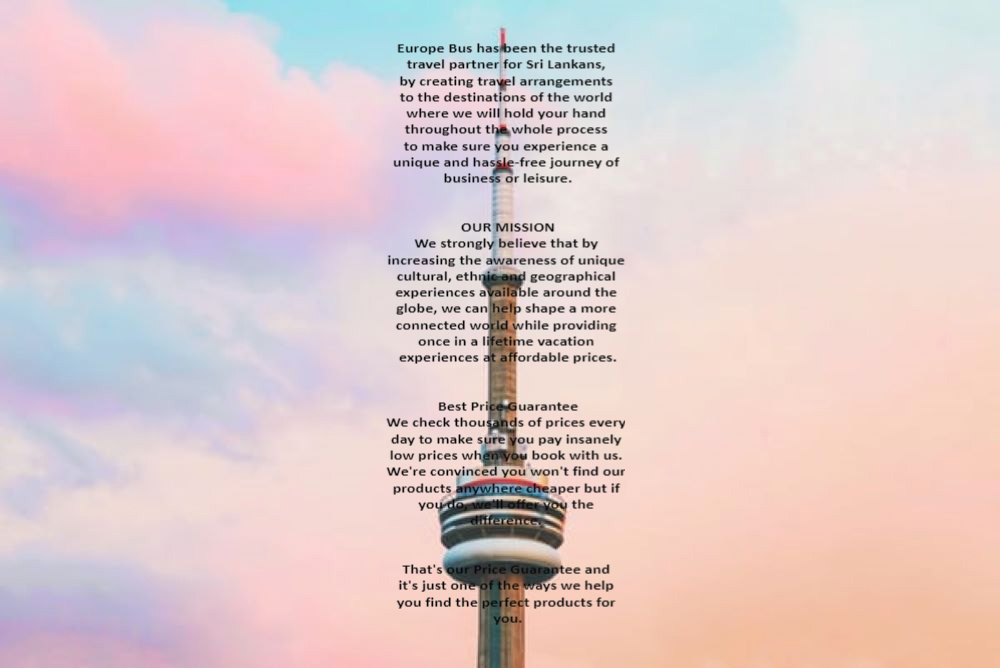 Europe Bus has been the trusted
travel partner for Sri Lankans,
by creating travel arrangements
to the destinations of the world
where we will hold your hand
throughout the whole process
to make sure you experience a
unique and hassle-free journey of
business or leisure.
OUR MISSION
We strongly believe that by
increasing the awareness of unique
cultural, ethnic and geographical
experiences available around the
globe, we can help shape a more
connected world while providing
once in a lifetime vacation
experiences at affordable prices.
Best Price Guarantee
We check thousands of prices every
day to make sure you pay insanely
low prices when you book with us.
We're convinced you won't find our
products anywhere cheaper but if
you do, we'll offer you the
difference.
That's our Price Guarantee and
it's just one of the ways we help
you find the perfect products for
you.